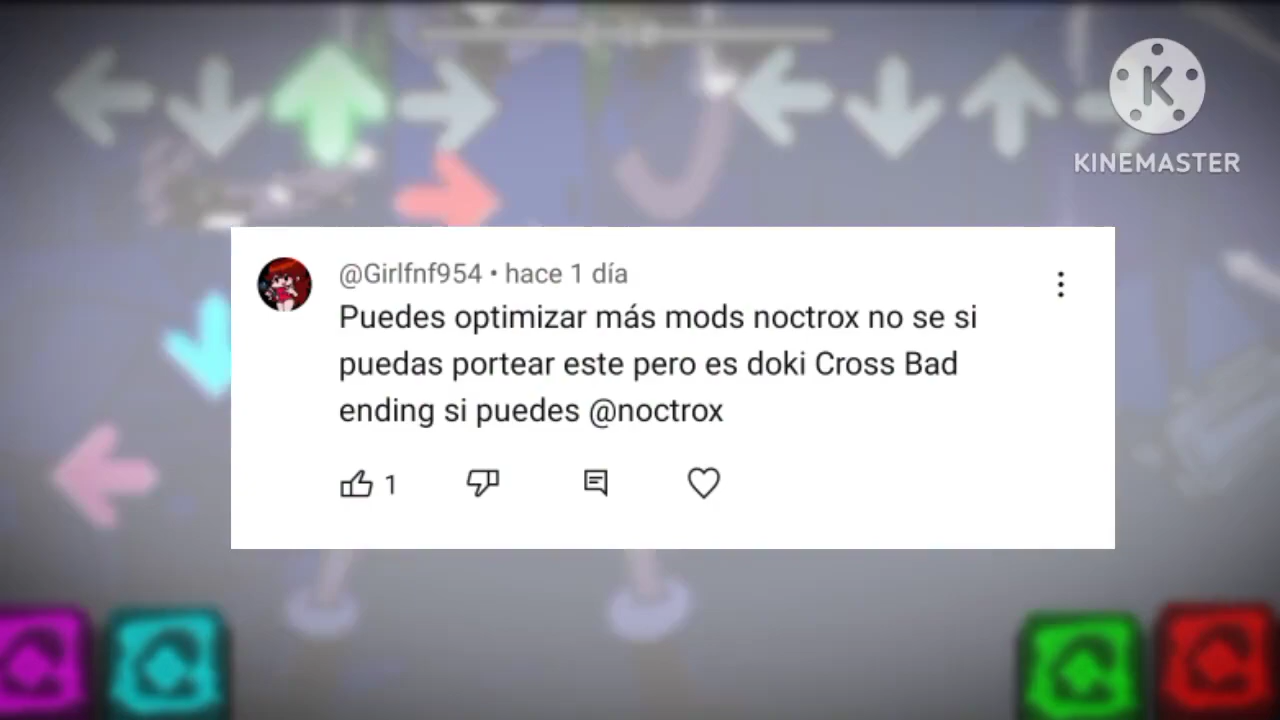 K
KINEMASTER
@Girlfnf954 • hace 1 día
Puedes optimizar más mods noctrox no se si
puedas portear este pero es doki Cross Bad
ending si puedes @noctrox
1